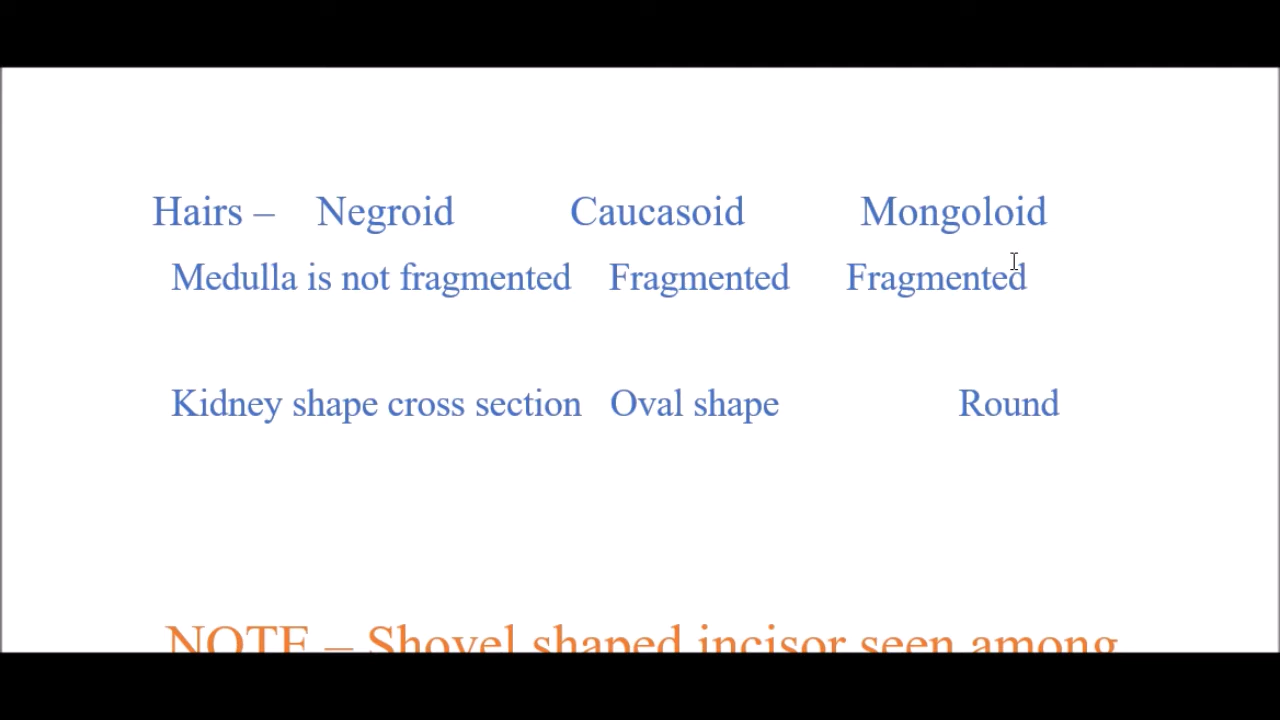 Hairs – Negroid Caucasoid Mongoloid
Medulla is not fragmented Fragmented Fragmented
Kidney shape cross section Oval shape Round
NOTE – Shovel shaped incisor seen among